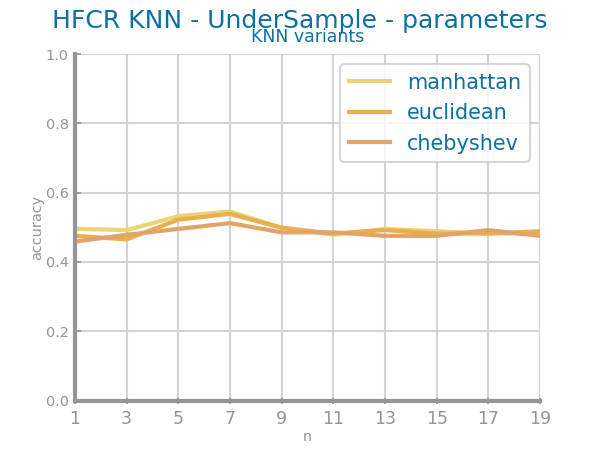 HFCR KNN - UnderSample - parameters
KNN variants
1.0
0.8
0.6
0.4
0.2
0.0
accuracy
manhattan
euclidean
chebyshev
1 3 5 7 9 11 13 15 17 19
n